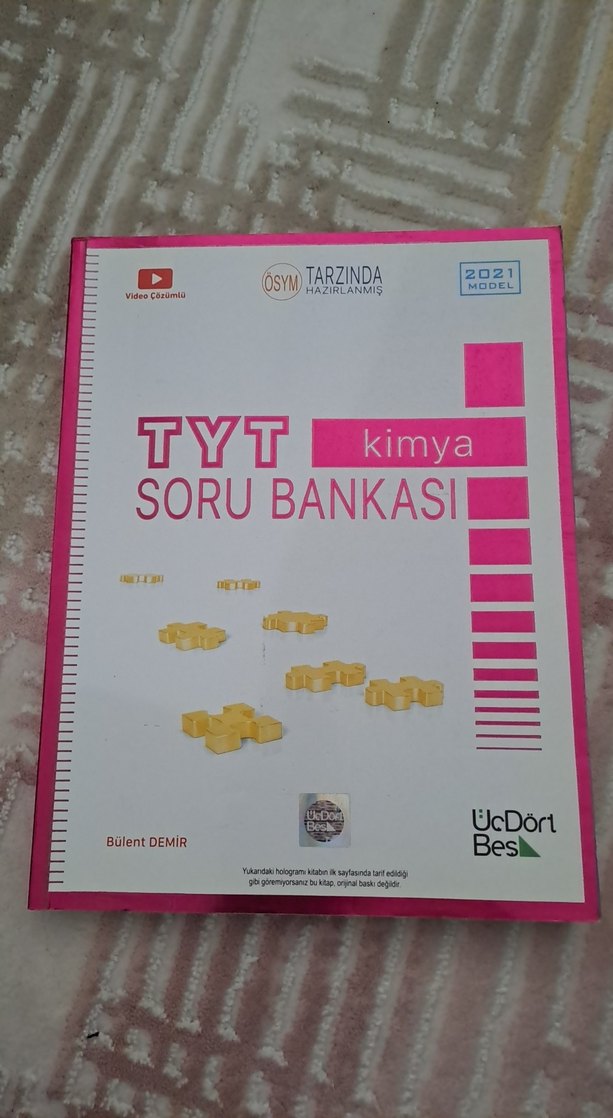 Video Çözümlü
ÖSYM TARZINDA
HAZIRLANMIŞ
2021
MODEL
TYT kimya
SORU BANKASI
Bülent DEMİR
ÜçDört
Beş
ÜçDört
Beş
Yukarıdaki hologramı kitabın ilk sayfasında tarif edildiği
gibi göremiyorsanız bu kitap, orijinal baskı değildir.